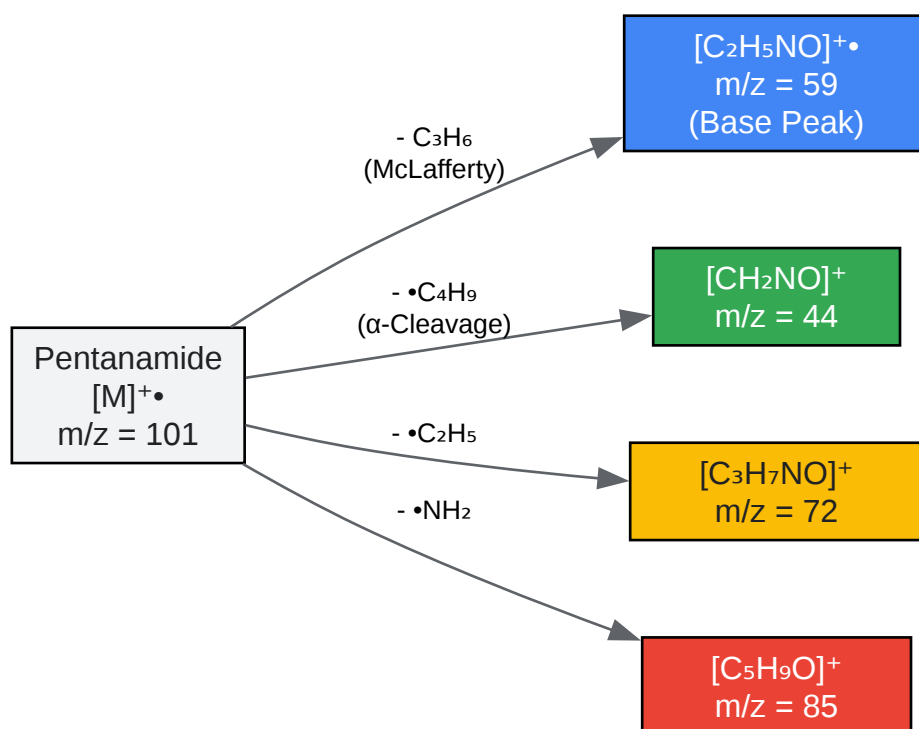 [C₂H₅NO]⁺•
m/z = 59
(Base Peak)
- C₃H₆
(McLafferty)
[CH₂NO]⁺
m/z = 44
- •C₄H₉
(α-Cleavage)
Pentanamide
[M]⁺•
m/z = 101
- •C₂H₅
[C₃H₇NO]⁺
m/z = 72
- •NH₂
[C₅H₉O]⁺
m/z = 85